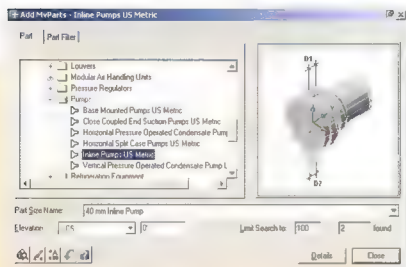 Add MvParts - Inline Pumps US Metric
Part Part Filter
Louvers
Modular Air Handling Units
Pressure Regulators
Pumps
Base Mounted Pumps US Metric
Close Coupled End Suction Pumps US Metric
Horizontal Pressure Operated Condensate Pum
Horizontal Split Case Pumps US Metric
Inline Pumps US Metric
Vertical Pressure Operated Condensate Pump L
Refrigeration Equipment
D1
D2
Part Size Name 40 mm Inline Pump
Elevation 0" Limit Search to: 100 2 found
Details Close